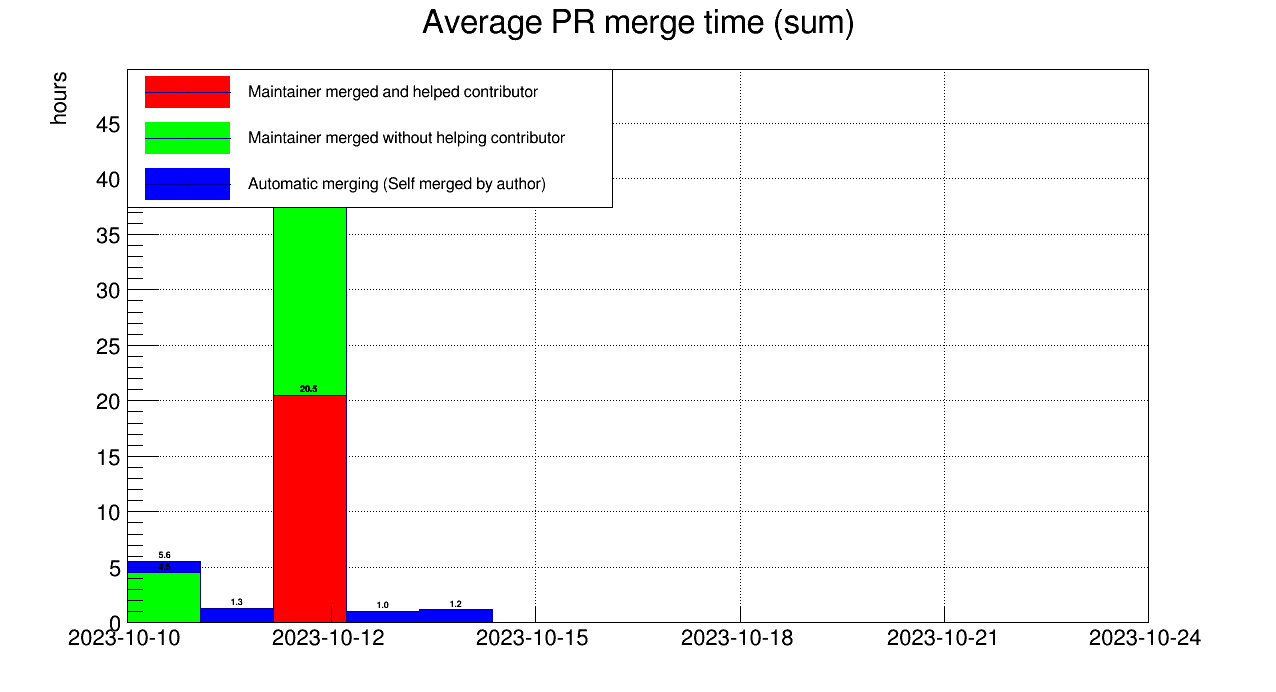 Average PR merge time (sum)
hours
Maintainer merged and helped contributor
Maintainer merged without helping contributor
Automatic merging (Self merged by author)
45
40
35
30
25
20
15
10
5
0
20.5
5.6
4.5
1.3
1.0
1.2
2023-10-10 2023-10-12 2023-10-15 2023-10-18 2023-10-21 2023-10-24